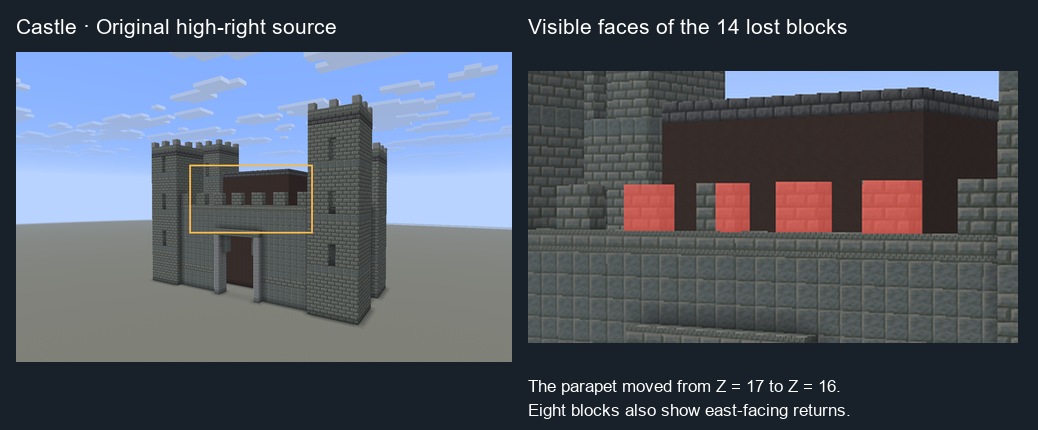 Castle · Original high-right source
Visible faces of the 14 lost blocks
The parapet moved from Z = 17 to Z = 16.
Eight blocks also show east-facing returns.